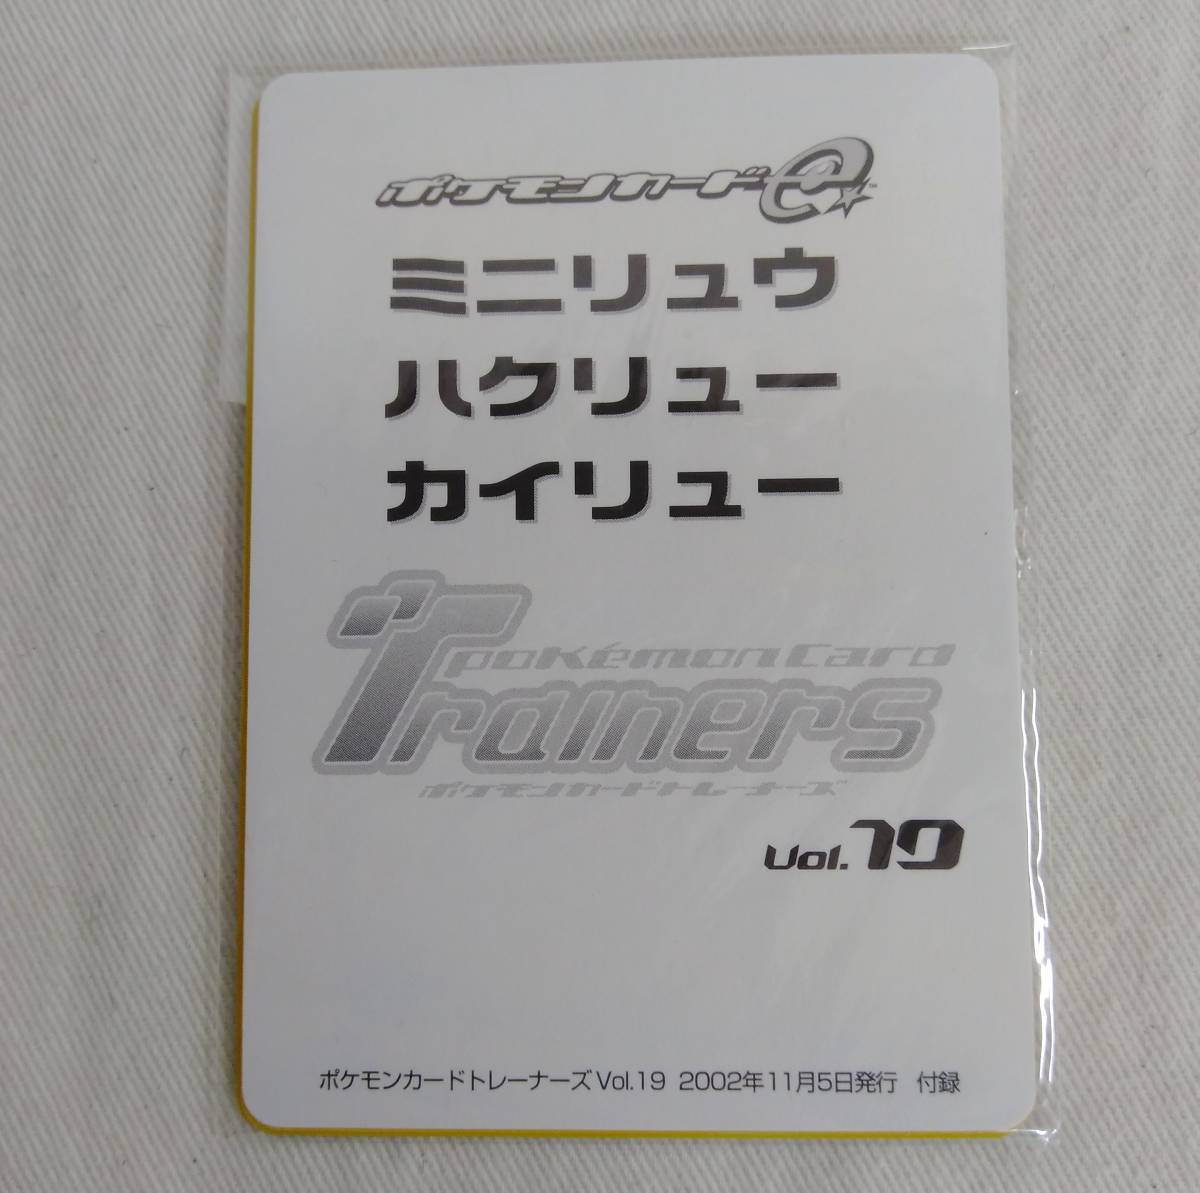 ポケモンカードe™
ミニリュウ
ハクリュー
カイリュー
Pokémon Card
Trainers
ポケモンカードトレーナーズ
Vol.19
ポケモンカードトレーナーズVol.19 2002年11月5日発行 付録